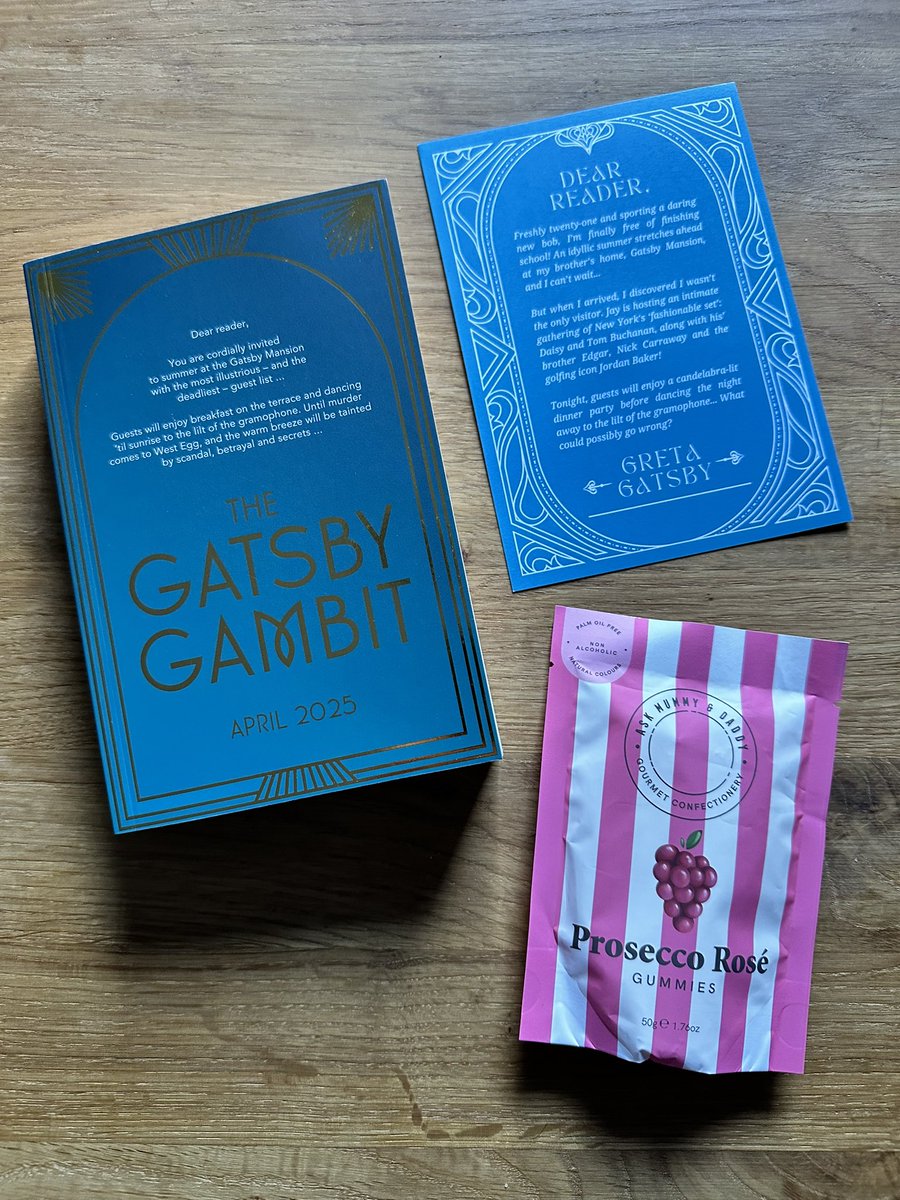 Dear reader,
You are cordially invited
to summer at the Gatsby Mansion
with the most illustrious – and the
deadliest – guest list ...
Guests will enjoy breakfast on the terrace and dancing
'til sunrise to the lilt of the gramophone. Until murder
comes to West Egg, and the warm breeze will be tainted
by scandal, betrayal and secrets ...
THE
GATSBY
GAMBIT
APRIL 2025
DEAR
READER,
Freshly twenty-one and sporting a daring
new bob, I'm finally free of finishing
school! An idyllic summer stretches ahead
at my brother's home, Gatsby Mansion,
and I can't wait...
But when I arrived, I discovered I wasn't
the only visitor. Jay is hosting an intimate
gathering of New York's 'fashionable set':
Daisy and Tom Buchanan, along with his'
brother Edgar, Nick Carraway and the
golfing icon Jordan Baker!
Tonight, guests will enjoy a candelabra-lit
dinner party before dancing the night
away to the lilt of the gramophone... What
could possibly go wrong?
GRETA
GATSBY
PALM OIL FREE
NON
ALCOHOLIC
NATURAL COLOURS
ASK MUMMY & DADDY
GOURMET CONFECTIONERY
Prosecco Rosé
GUMMIES
50g ℮ 1.76oz